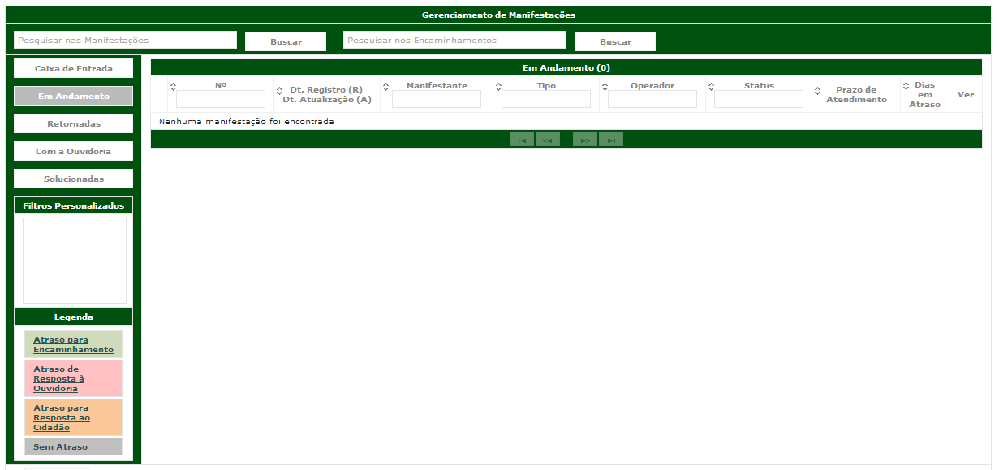 Gerenciamento de Manifestações
Pesquisar nas Manifestações
Buscar
Pesquisar nos Encaminhamentos
Buscar
Caixa de Entrada
Em Andamento
Retornadas
Com a Ouvidoria
Solucionadas
Filtros Personalizados
Legenda
Atraso para
Encaminhamento
Atraso de
Resposta à
Ouvidoria
Atraso para
Resposta ao
Cidadão
Sem Atraso
Em Andamento (0)
Nº
Dt. Registro (R)
Dt. Atualização (A)
Manifestante
Tipo
Operador
Status
Prazo de
Atendimento
Dias
em
Atraso
Ver
Nenhuma manifestação foi encontrada